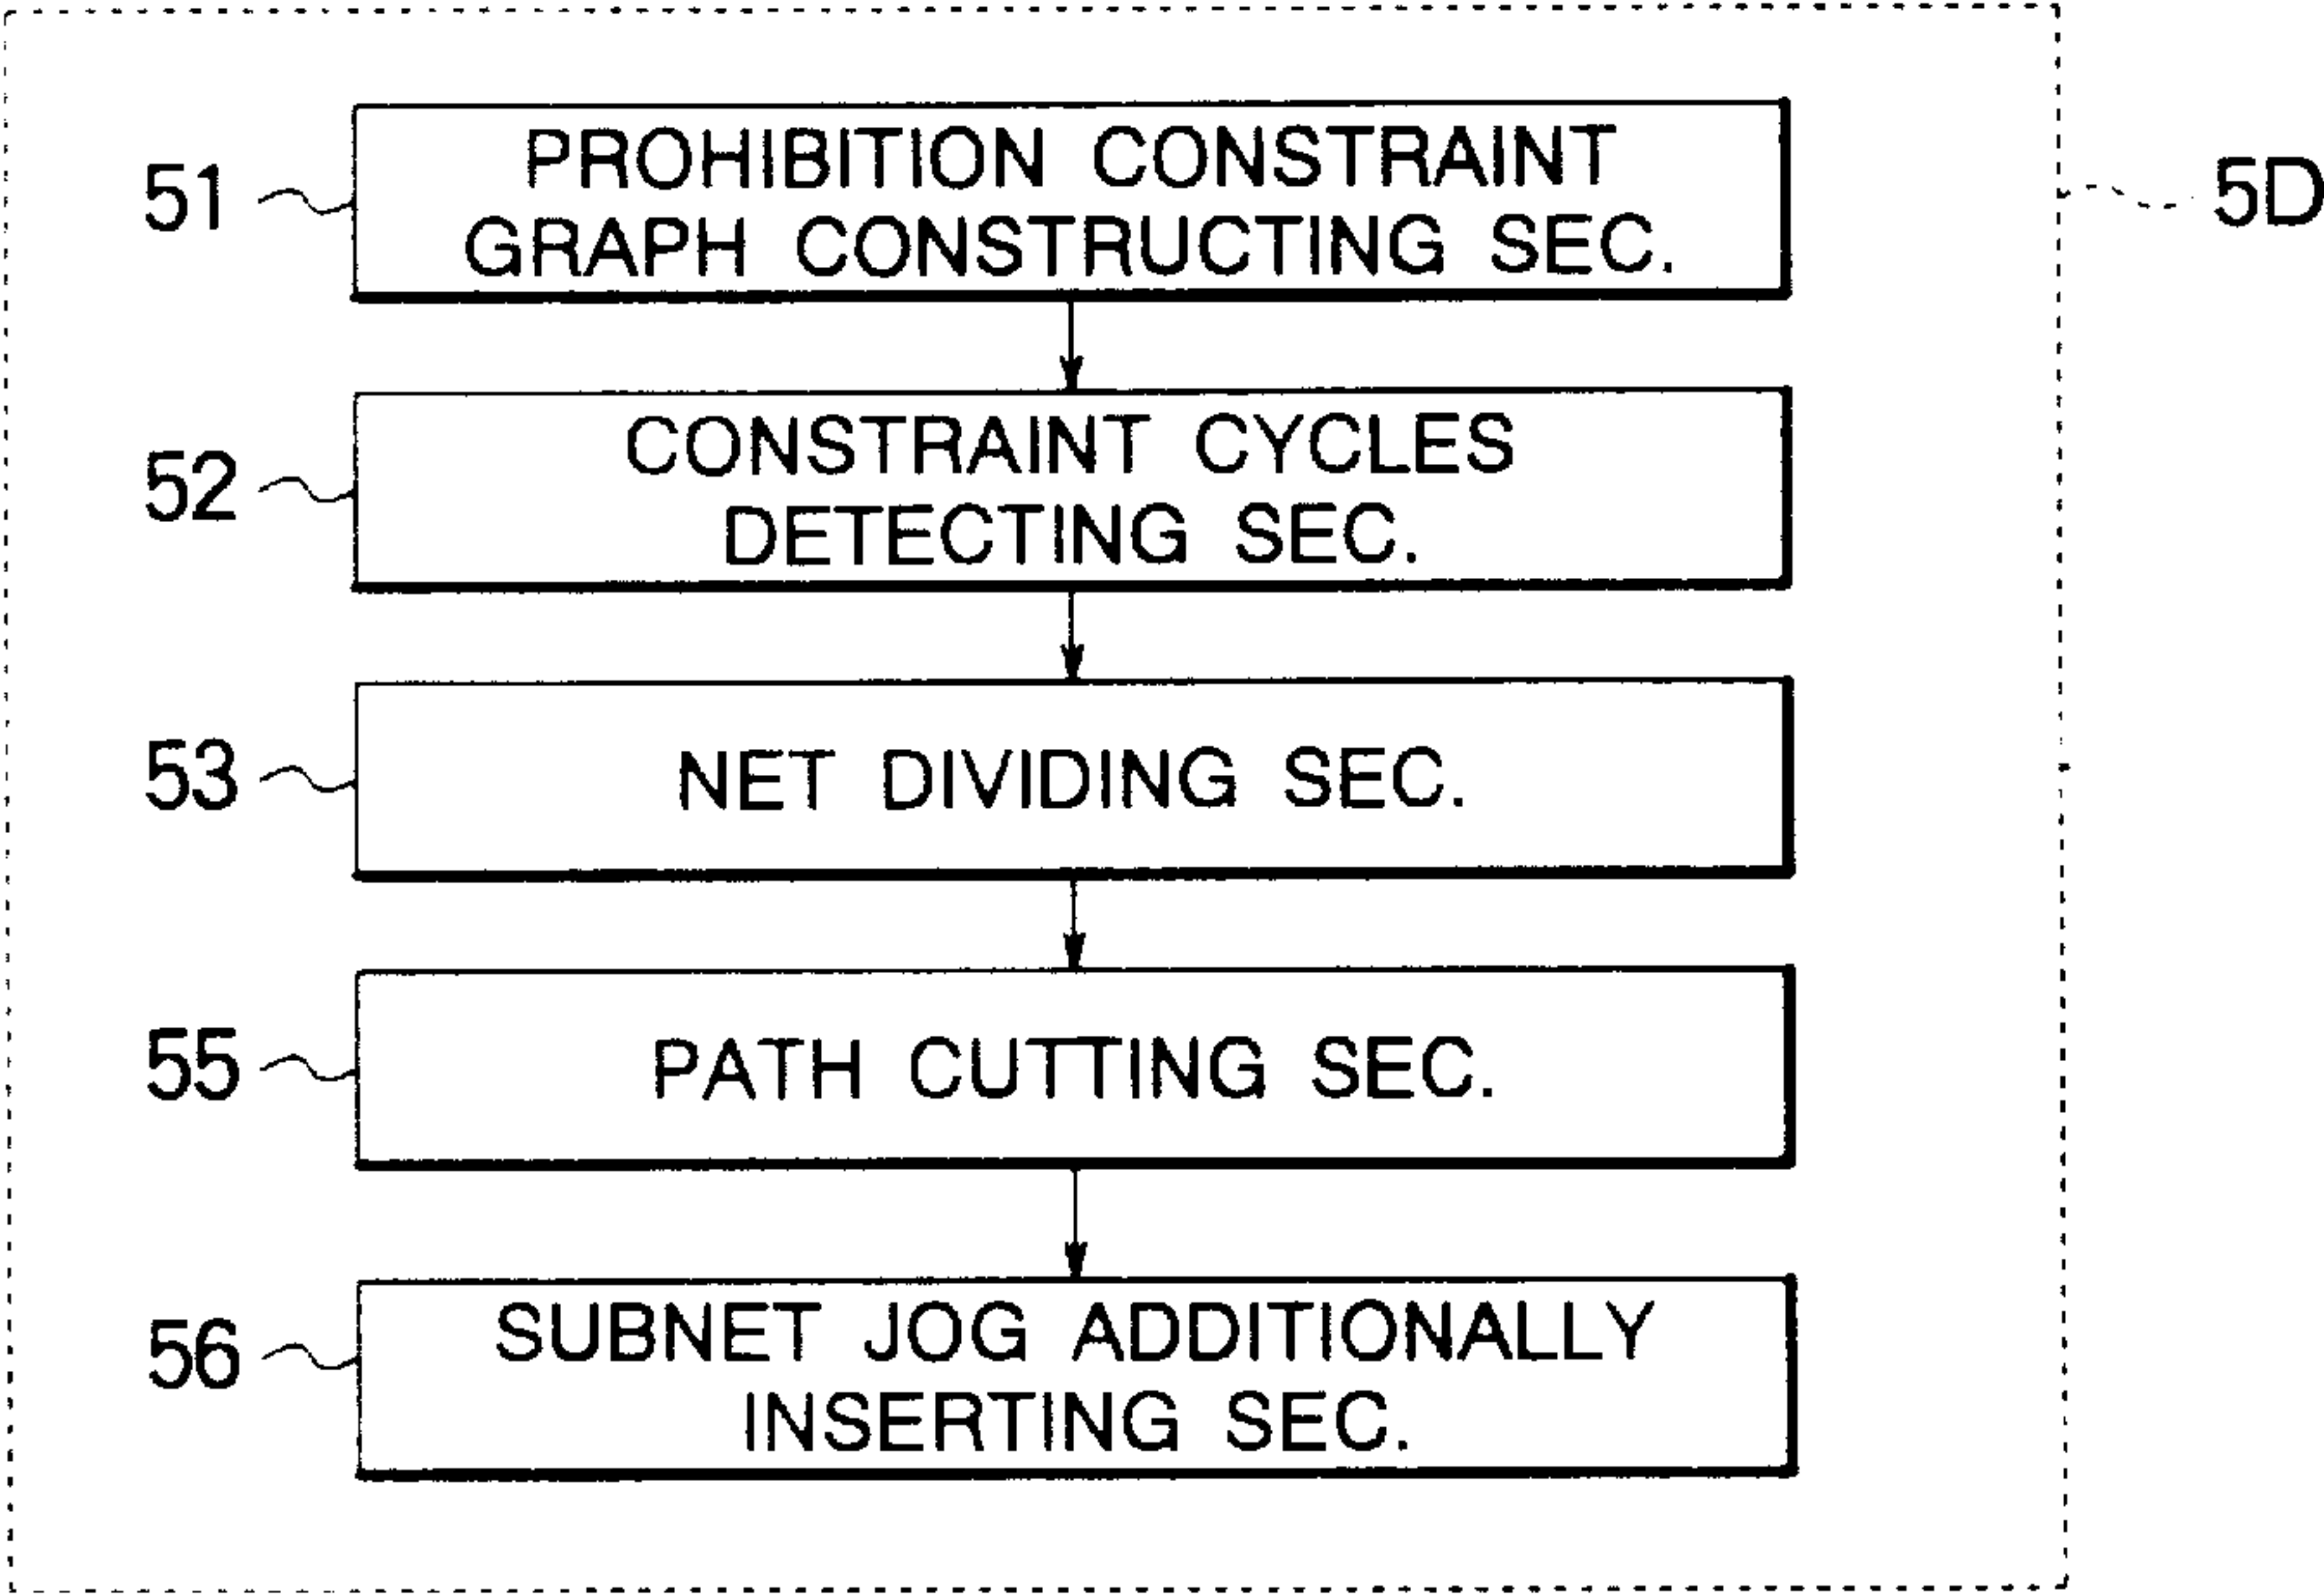 51
PROHIBITION CONSTRAINT
GRAPH CONSTRUCTING SEC.
5D
52
CONSTRAINT CYCLES
DETECTING SEC.
53
NET DIVIDING SEC.
55
PATH CUTTING SEC.
56
SUBNET JOG ADDITIONALLY
INSERTING SEC.